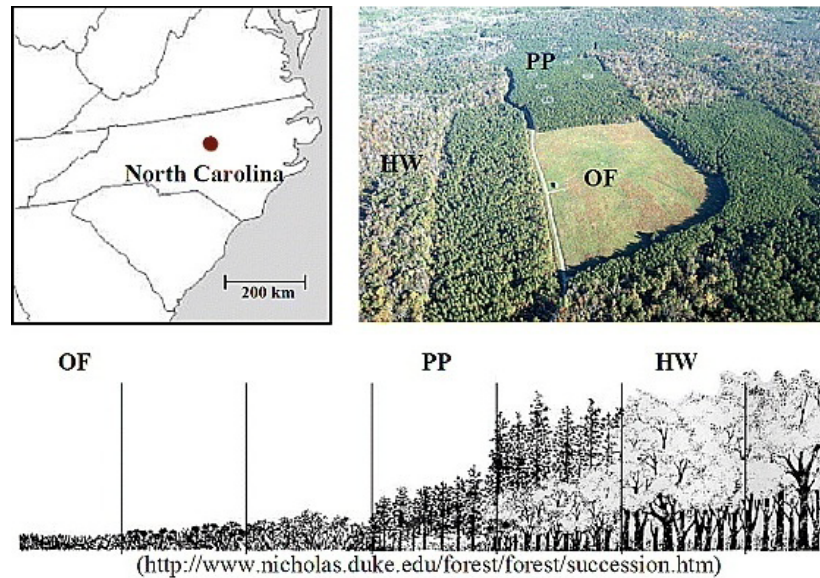 North Carolina
200 km
PP
HW
OF
OF
PP
HW
(http://www.nicholas.duke.edu/forest/forest/succession.htm)